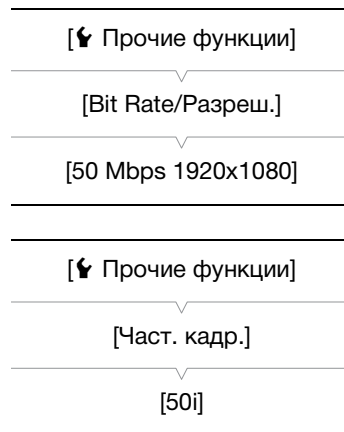 [Прочие функции]
[Bit Rate/Разреш.]
[50 Mbps 1920x1080]
[Прочие функции]
[Част. кадр.]
[50i]